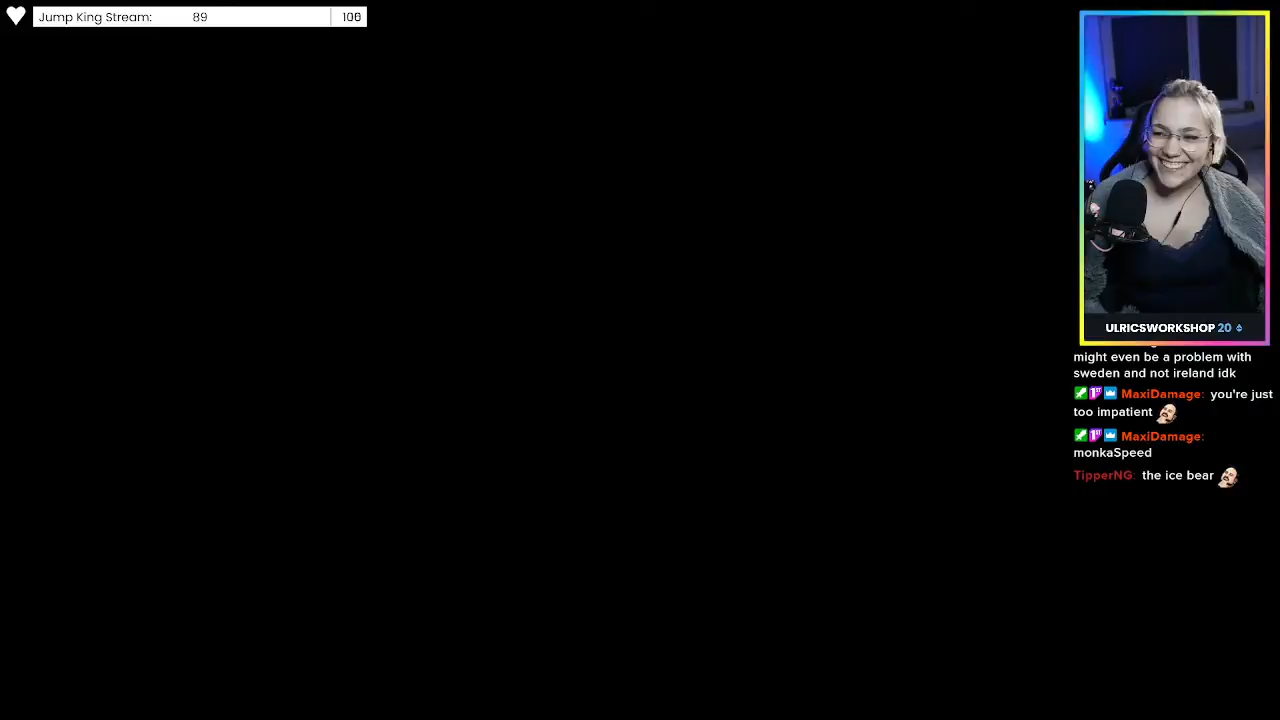 Jump King Stream: 89 106
ULRICSWORKSHOP 20
might even be a problem with
sweden and not ireland idk
MaxiDamage: you're just
too impatient
MaxiDamage:
monkaSpeed
TipperNG: the ice bear